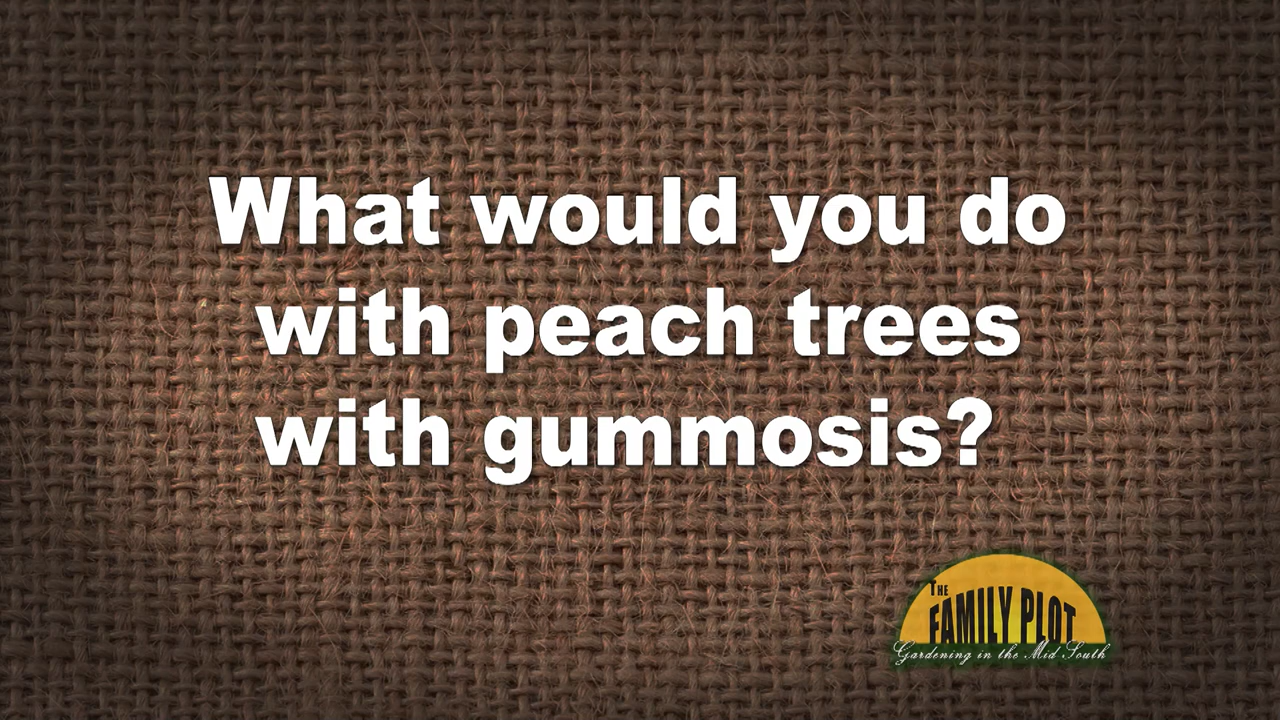 What would you do
with peach trees
with gummosis?
THE
FAMILY PLOT
Gardening in the Mid South